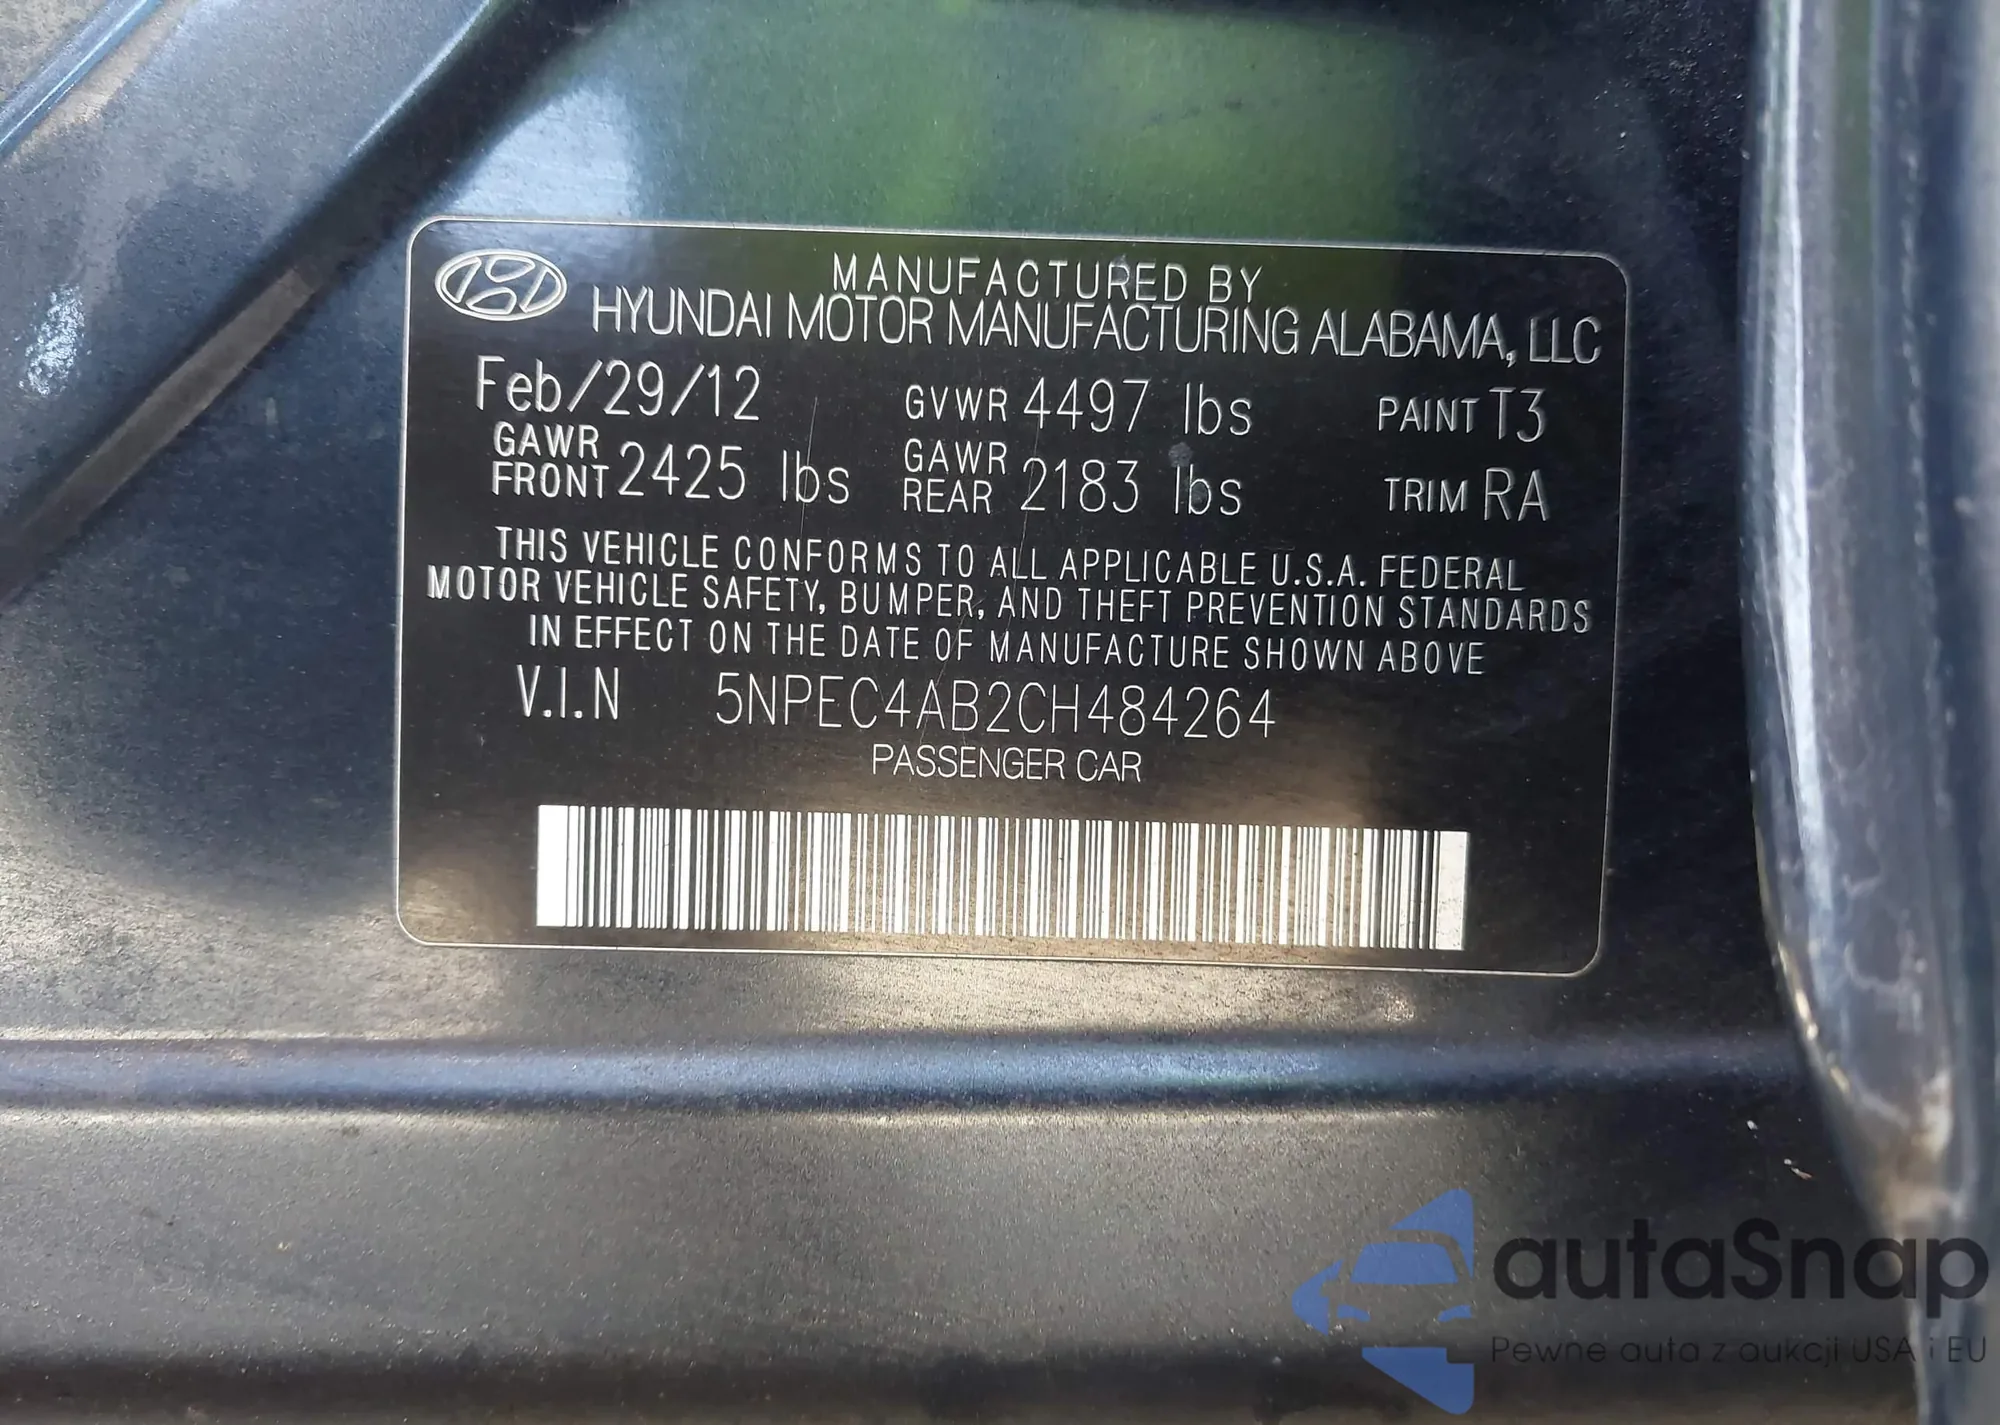 MANUFACTURED BY
HYUNDAI MOTOR MANUFACTURING ALABAMA, LLC
Feb/29/12 GVWR 4497 lbs PAINT T3
GAWR FRONT 2425 lbs GAWR REAR 2183 lbs TRIM RA
THIS VEHICLE CONFORMS TO ALL APPLICABLE U.S.A. FEDERAL
MOTOR VEHICLE SAFETY, BUMPER, AND THEFT PREVENTION STANDARDS
IN EFFECT ON THE DATE OF MANUFACTURE SHOWN ABOVE
V.I.N 5NPEC4AB2CH484264
PASSENGER CAR
autaSnap
Pewne auta z aukcji USA i EU